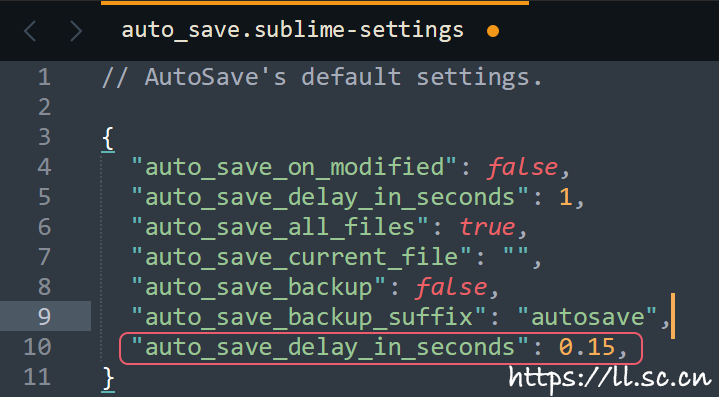 auto_save.sublime-settings
1 // AutoSave's default settings.
2
3 {
4 "auto_save_on_modified": false,
5 "auto_save_delay_in_seconds": 1,
6 "auto_save_all_files": true,
7 "auto_save_current_file": "",
8 "auto_save_backup": false,
9 "auto_save_backup_suffix": "autosave",
10 "auto_save_delay_in_seconds": 0.15,
11 }
https://ll.sc.cn